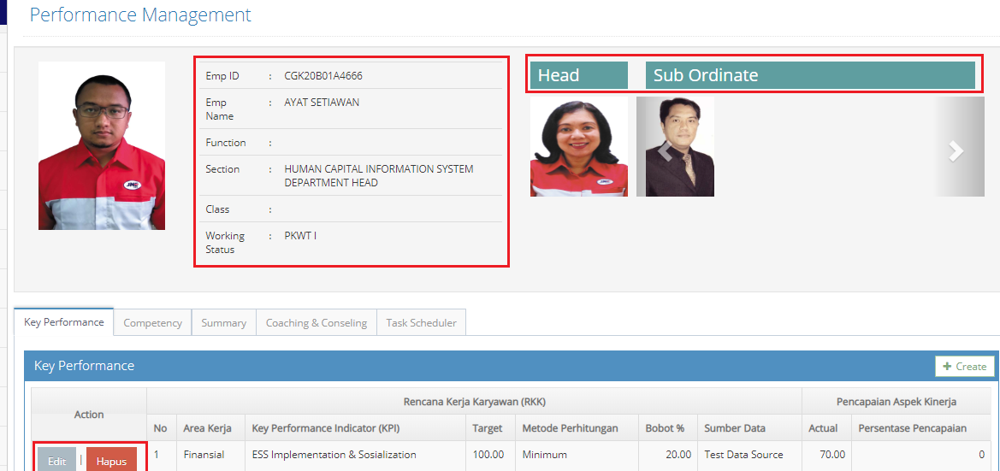 Performance Management
Emp ID : CGK20B01A4666
Emp Name : AYAT SETIAWAN
Function :
Section : HUMAN CAPITAL INFORMATION SYSTEM DEPARTMENT HEAD
Class :
Working Status : PKWT I
Head
Sub Ordinate
JNE
Key Performance
Competency
Summary
Coaching & Conseling
Task Scheduler
Key Performance
+ Create
Action
Rencana Kerja Karyawan (RKK)
Pencapaian Aspek Kinerja
No Area Kerja Key Performance Indicator (KPI) Target Metode Perhitungan Bobot % Sumber Data Actual Persentase Pencapaian
Edit | Hapus 1 Finansial ESS Implementation & Sosialization 100.00 Minimum 20.00 Test Data Source 70.00 0